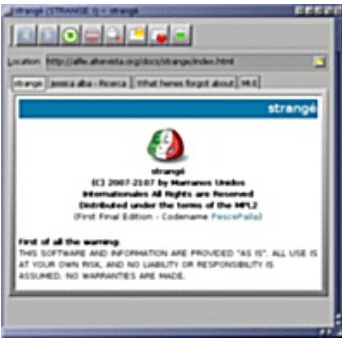 strangé (STRANGE !) - strangé
Location http://alfie.altervista.org/docs/strange/index.html
strangé jessica alba - Ricerca What heroes forgot about
strangé
strangé
(C) 2007-2107 by Marranos Unidos
Internationales All Rights are Reserved
Distributed under the terms of the MPL2
(First Final Edition - Codename PescePalla)
First of all the warning:
THIS SOFTWARE AND INFORMATION ARE PROVIDED "AS IS". ALL USE IS
AT YOUR OWN RISK, AND NO LIABILITY OR RESPONSIBILITY IS
ASSUMED. NO WARRANTIES ARE MADE.